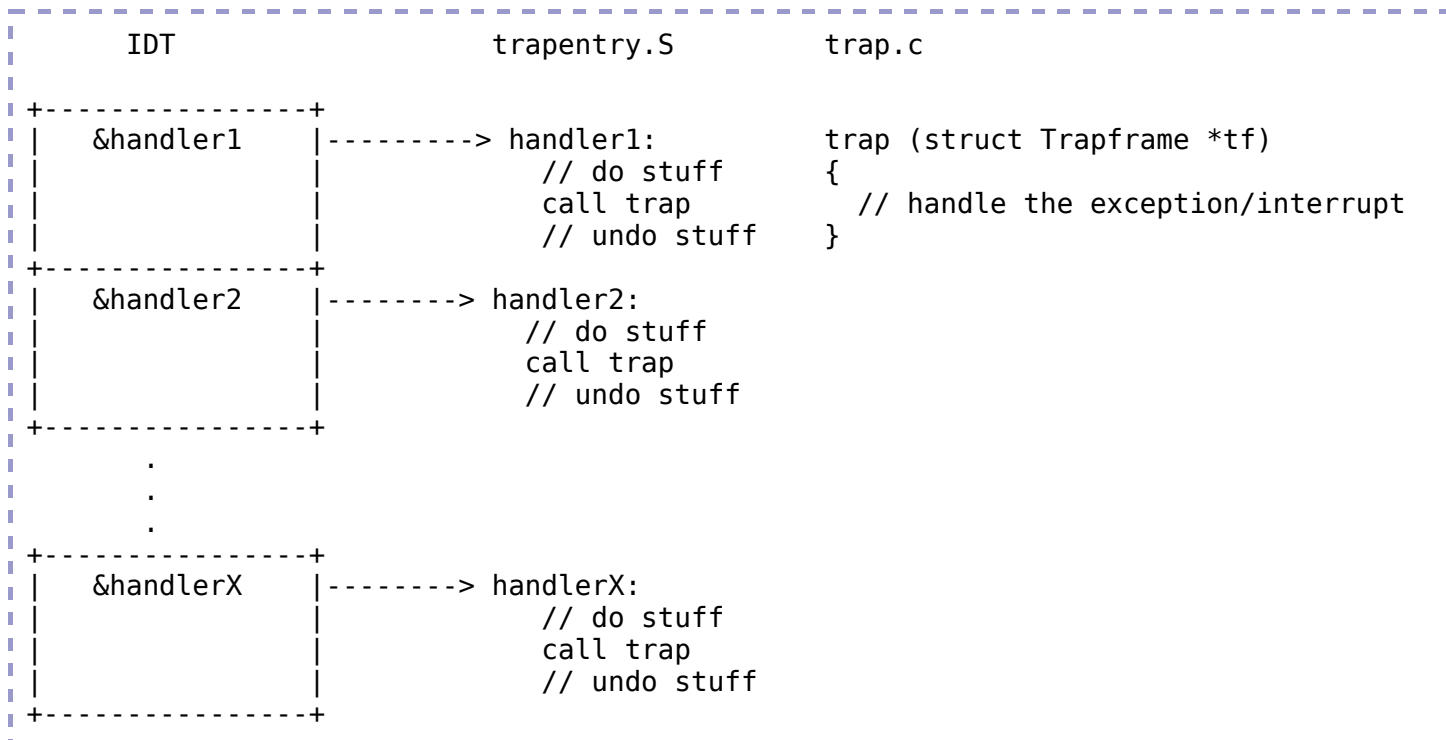 IDT                   trapentry.S         trap.c

+----------------+
|   &handler1    |---------> handler1:          trap (struct Trapframe *tf)
|                |             // do stuff      {
|                |             call trap          // handle the exception/interrupt
|                |             // undo stuff    }
+----------------+
|   &handler2    |--------> handler2:
|                |            // do stuff
|                |            call trap
|                |            // undo stuff
+----------------+
       .
       .
       .
+----------------+
|   &handlerX    |--------> handlerX:
|                |             // do stuff
|                |             call trap
|                |             // undo stuff
+----------------+